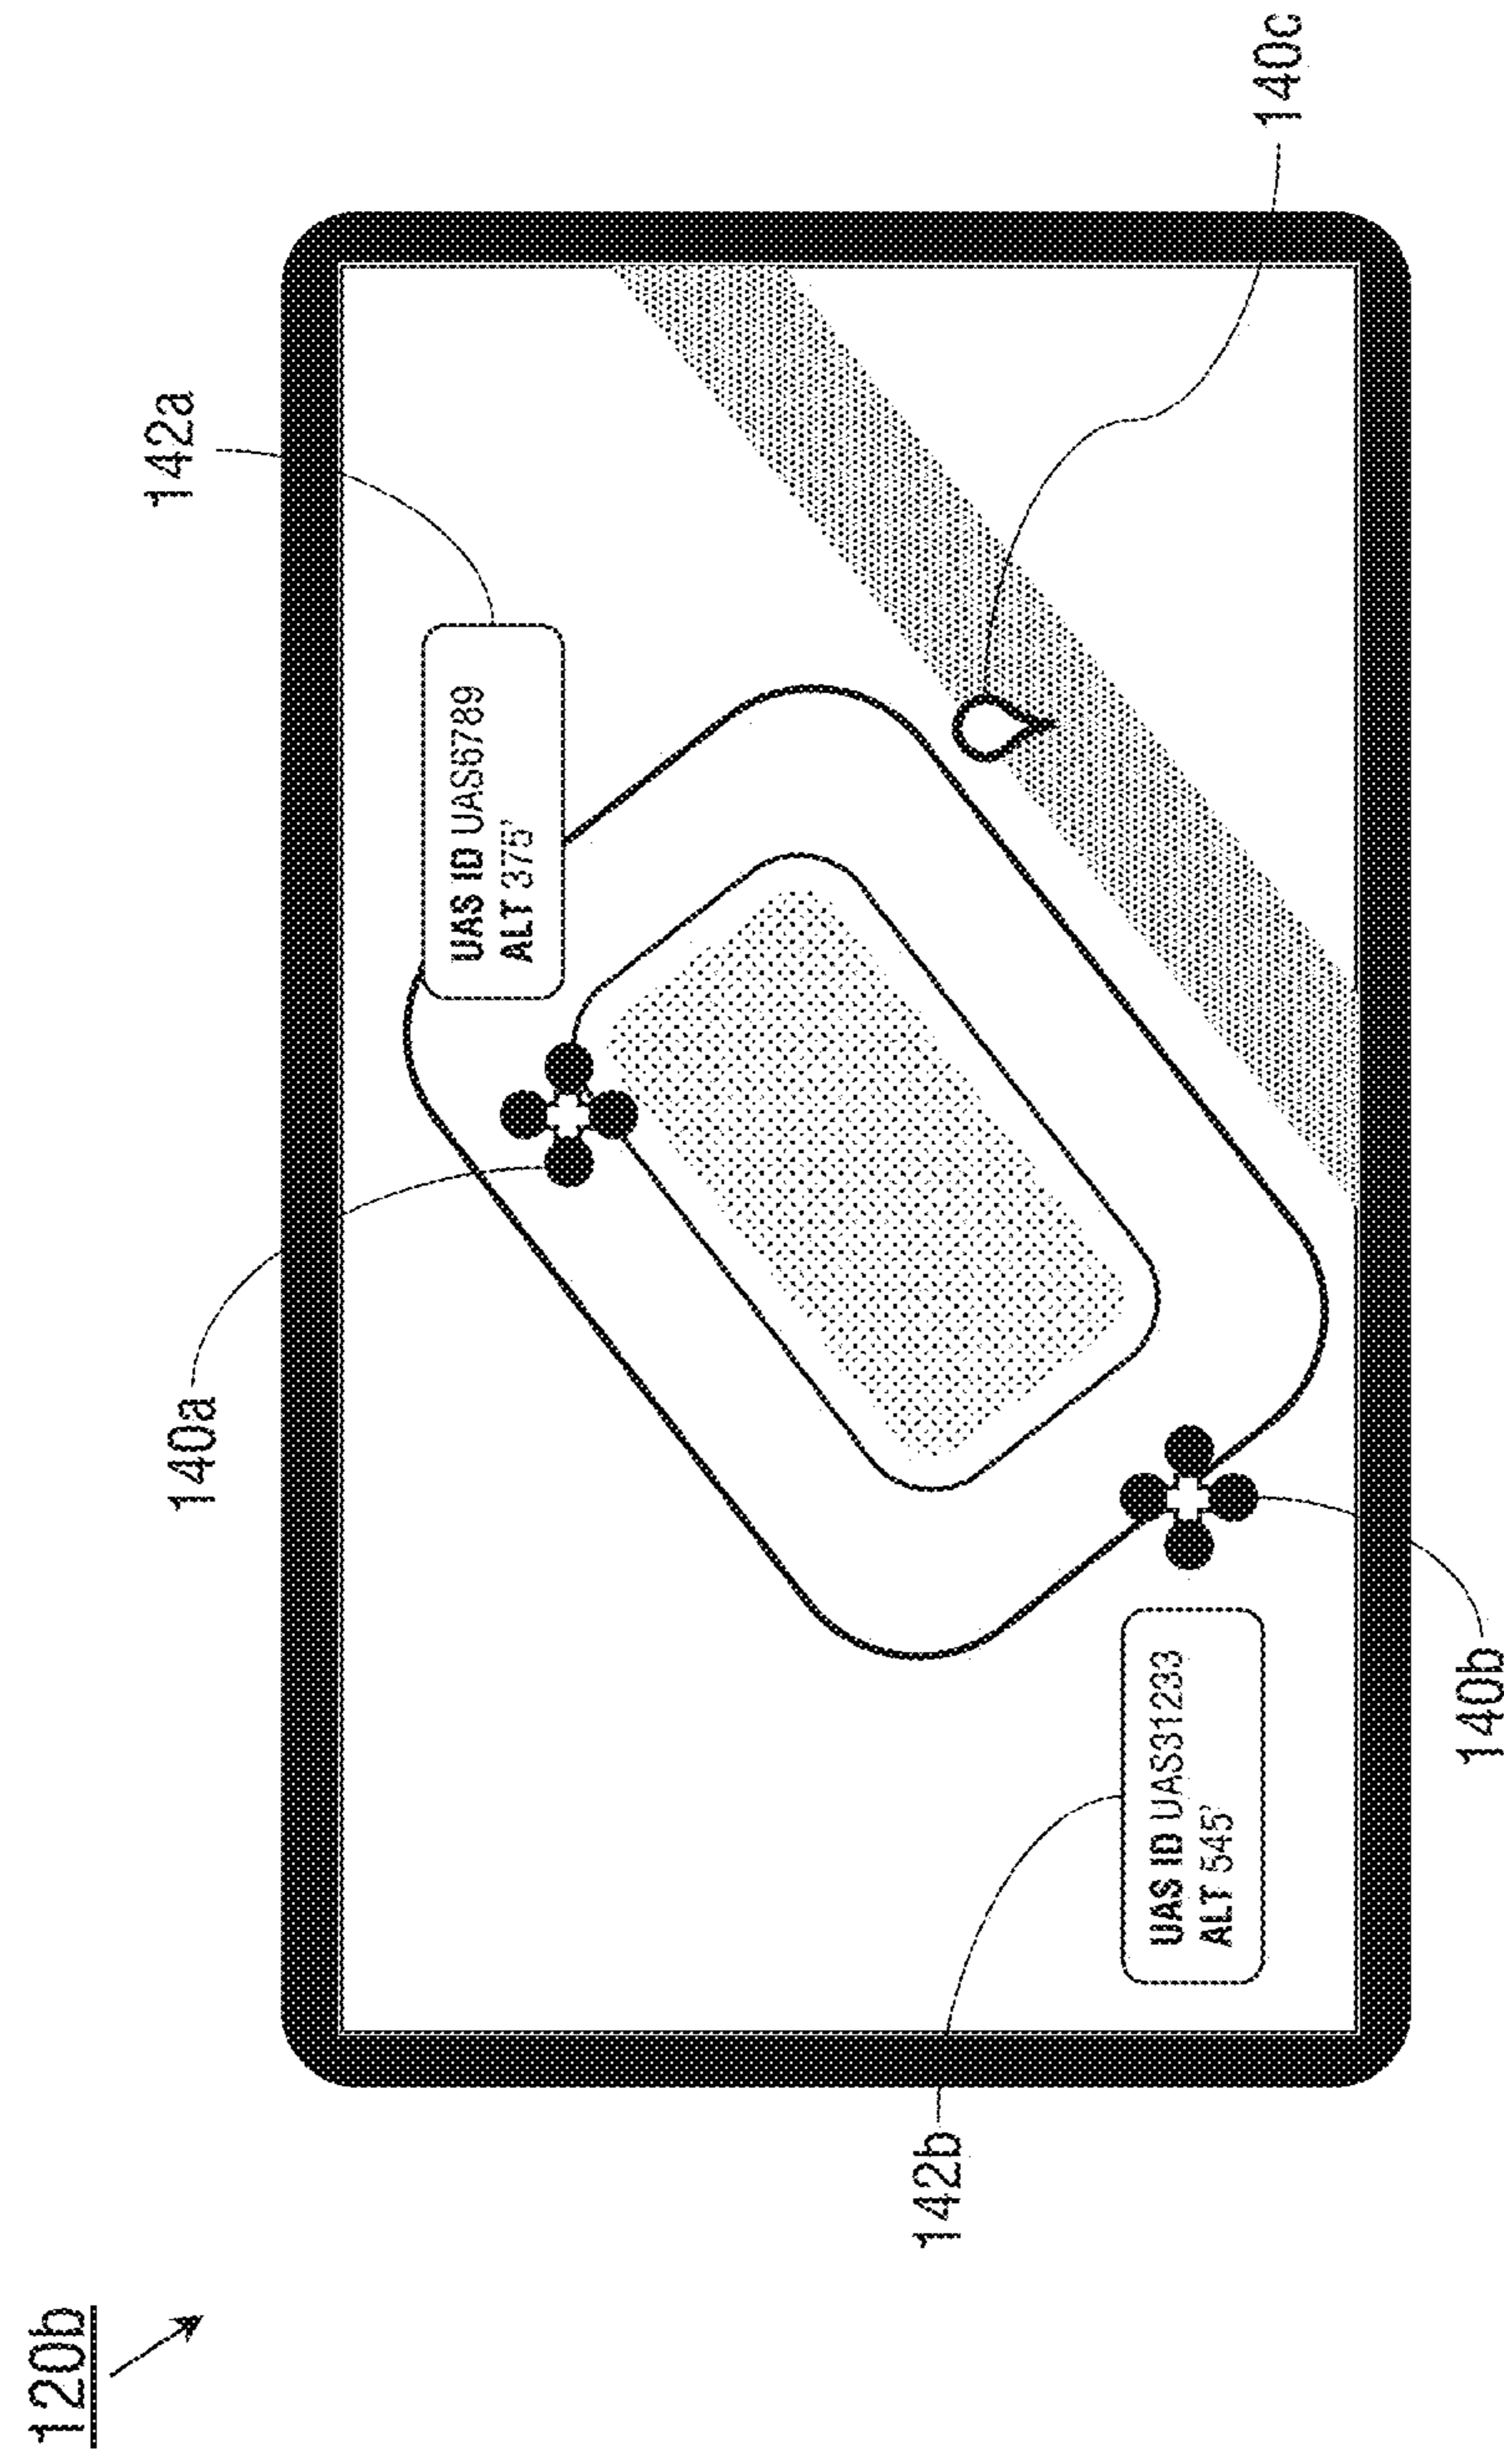 120b
142a
140c
UAS ID UAS6789
ALT 375'
140a
UAS ID UAS31233
ALT 545'
142b
140b